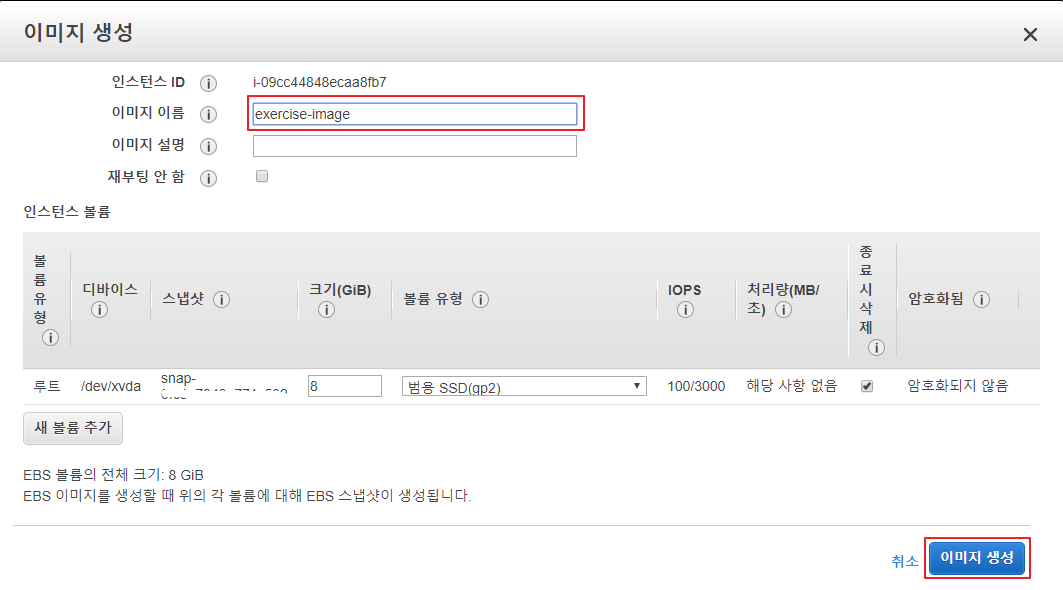 이미지 생성
인스턴스 ID i-09cc44848ecaa8fb7
이미지 이름 exercise-image
이미지 설명
재부팅 안 함
인스턴스 볼륨
볼륨 유형 디바이스 스냅샷 크기(GiB) 볼륨 유형 IOPS 처리량(MB/초) 종료 시 삭제 암호화됨
루트 /dev/xvda snap- 8 범용 SSD(gp2) 100/3000 해당 사항 없음 암호화되지 않음
새 볼륨 추가
EBS 볼륨의 전체 크기: 8 GiB
EBS 이미지를 생성할 때 위의 각 볼륨에 대해 EBS 스냅샷이 생성됩니다.
취소 이미지 생성